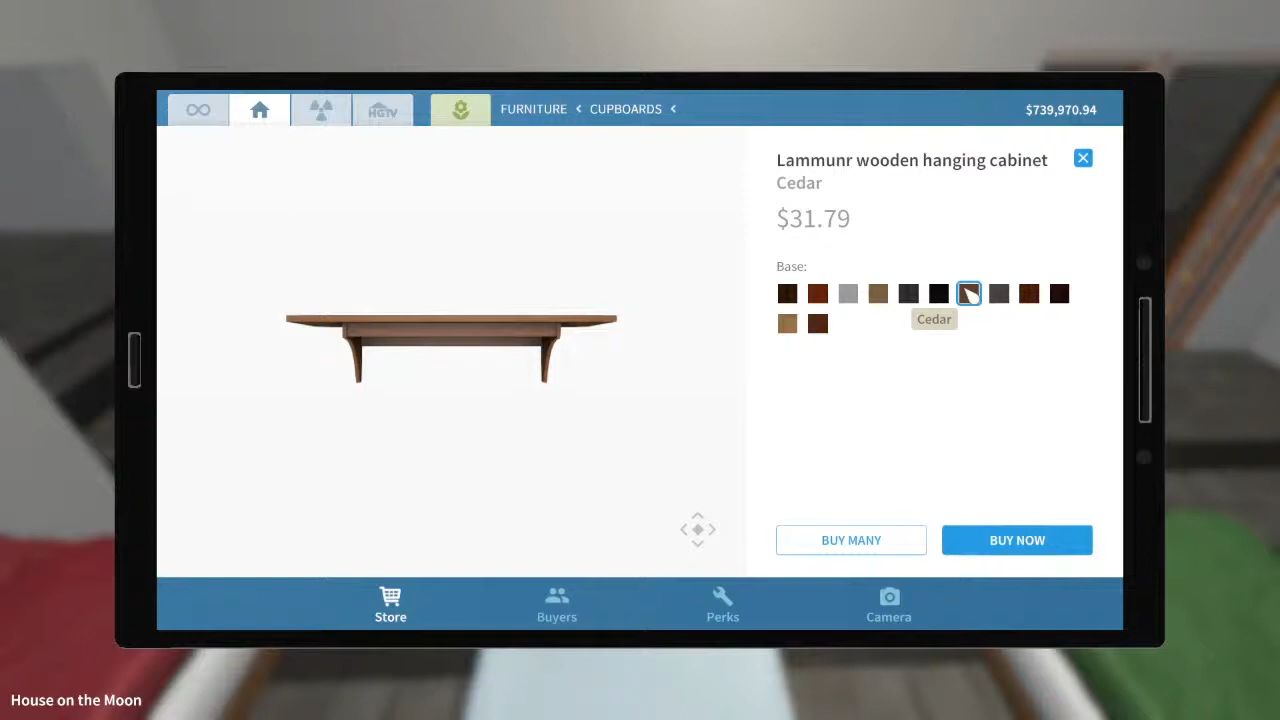 HGTV
FURNITURE < CUPBOARDS <
$739,970.94
Lammunr wooden hanging cabinet
Cedar
$31.79
Base:
Cedar
BUY MANY
BUY NOW
Store
Buyers
Perks
Camera
House on the Moon